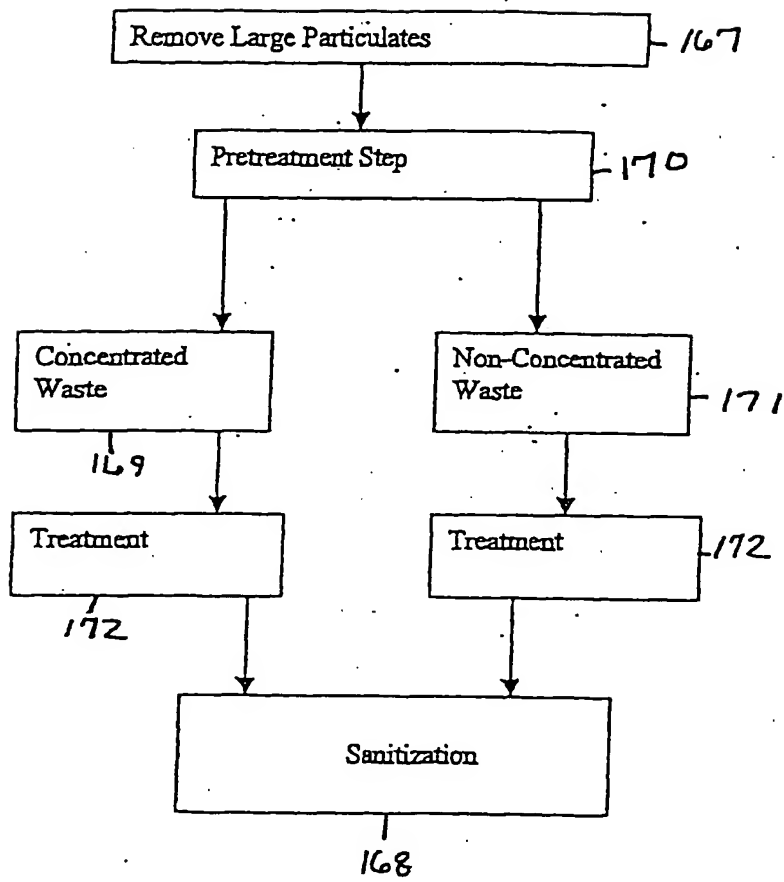 Remove Large Particulates
167
Pretreatment Step
170
Concentrated
Waste
169
Non-Concentrated
Waste
171
Treatment
172
Treatment
172
Sanitization
168